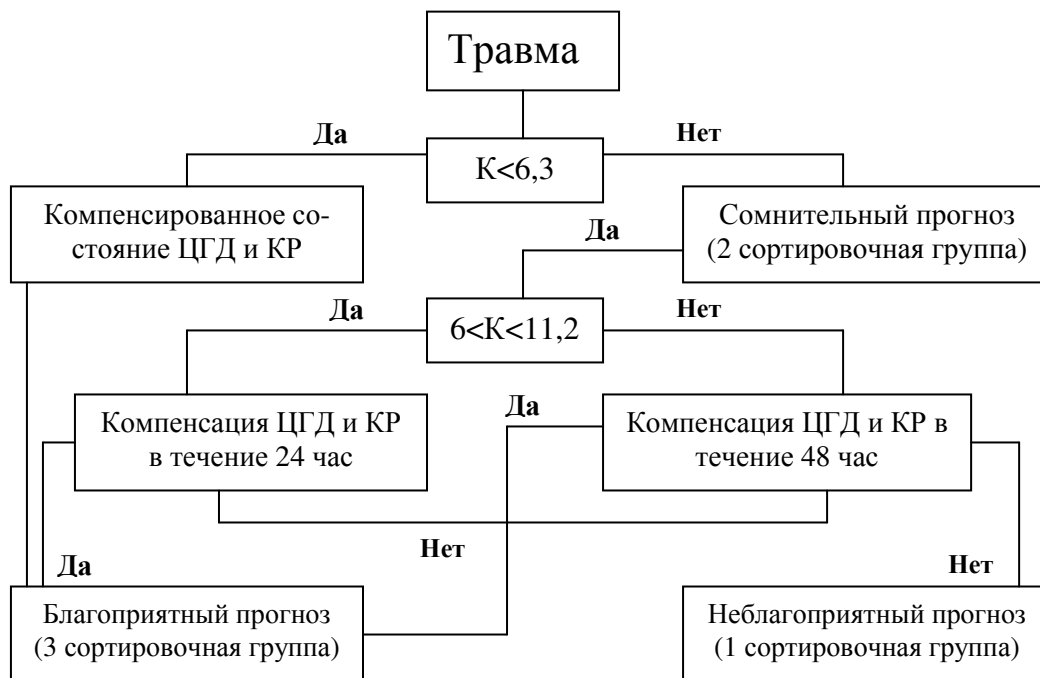 Травма
Да
Нет
К<6,3
Компенсированное со-
стояние ЦГД и КР
Сомнительный прогноз
(2 сортировочная группа)
Да
Да
6<К<11,2
Нет
Компенсация ЦГД и КР
в течение 24 час
Да
Компенсация ЦГД и КР в
течение 48 час
Нет
Да
Нет
Благоприятный прогноз
(3 сортировочная группа)
Неблагоприятный прогноз
(1 сортировочная группа)